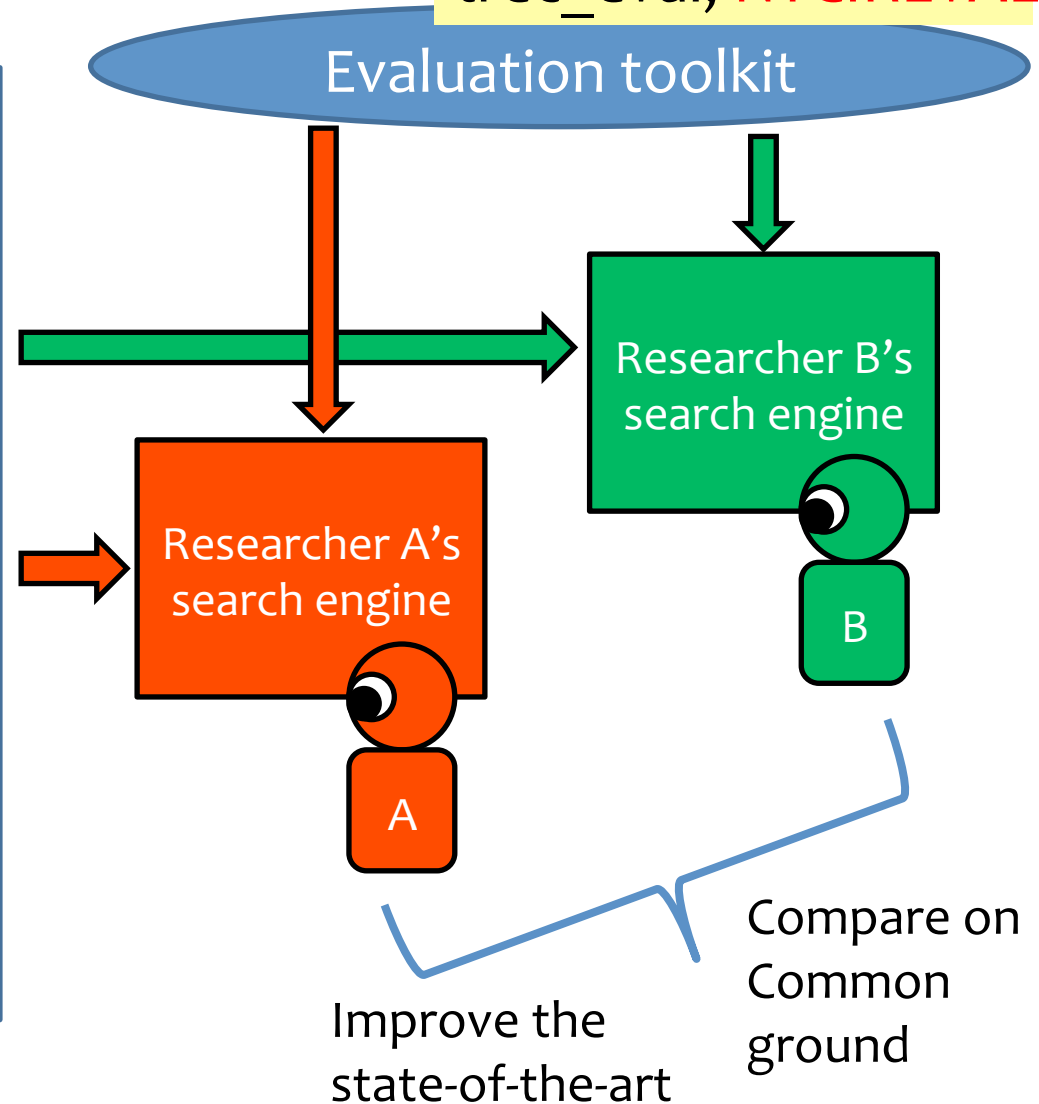 Evaluation toolkit
Researcher B’s
search engine
Researcher A’s
search engine
B
A
Compare on
Common
ground
Improve the
state-of-the-art